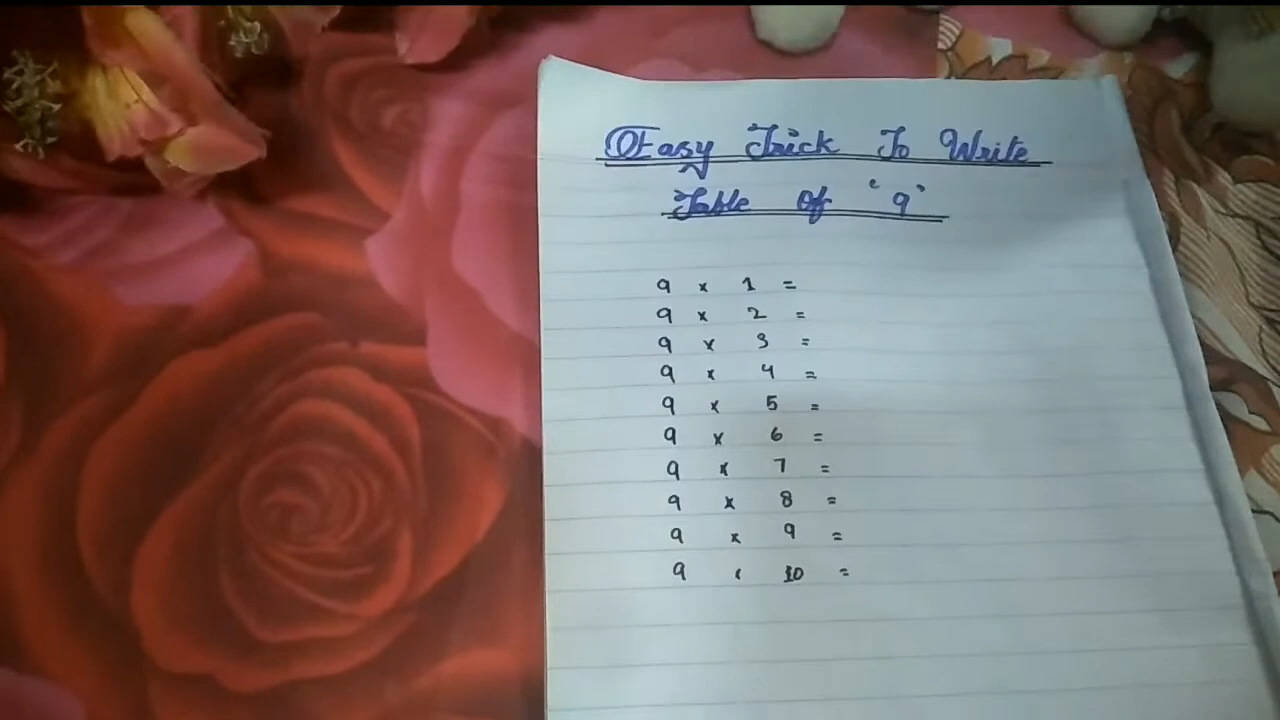 Easy Trick To Write
Table Of '9'
9 x 1 =
9 x 2 =
9 x 3 =
9 x 4 =
9 x 5 =
9 x 6 =
9 x 7 =
9 x 8 =
9 x 9 =
9 x 10 =